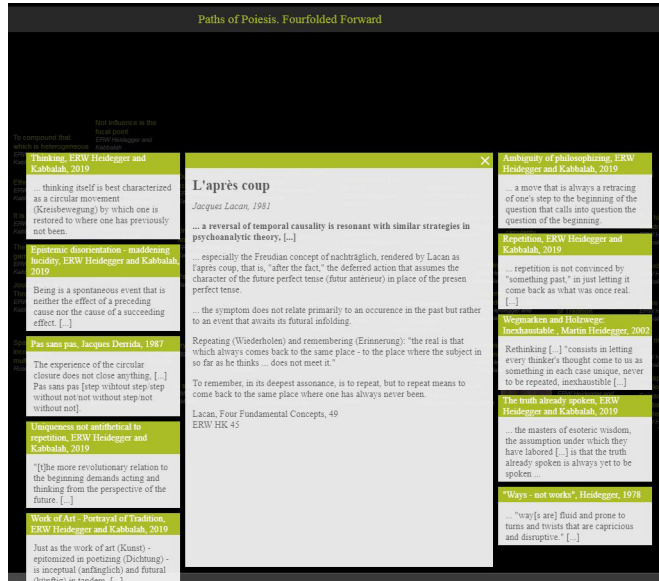 Paths of Poiesis. Fourfolded Forward
Not influence is the
focal point
ERW Heidegger and
Kabbalah
To compound that
which is heterogeneous
Thinking, ERW Heidegger and
Kabbalah, 2019
... thinking itself is best characterized
as a circular movement
(Kreisbewegung) by which one is
restored to where one has previously
not been.
Epistemic disorientation - maddening
lucidity, ERW Heidegger and Kabbalah,
2019
Being is a spontaneous event that is
neither the effect of a preceding
cause nor the cause of a succeeding
effect. [...]
Pas sans pas, Jacques Derrida, 1987
The experience of the circular
closure does not close anything, [...]
Pas sans pas [step wihtout step/step
without not/not without step/not
without not].
Uniqueness not antithetical to
repetition, ERW Heidegger and
Kabbalah, 2019
"[t]he more revolutionary relation to
the beginning demands acting and
thinking from the perspective of the
future. [...]
Work of Art - Portrayal of Tradition,
ERW Heidegger and Kabbalah, 2019
Just as the work of art (Kunst) -
epitomized in poetizing (Dichtung) -
is inceptual (anfänglich) and futural
(künftig) in tandem, [...]
L'après coup
Jacques Lacan, 1981
... a reversal of temporal causality is resonant with similar strategies in
psychoanalytic theory, [...]
... especially the Freudian concept of nachträglich, rendered by Lacan as
l'après coup, that is, "after the fact," the deferred action that assumes the
character of the future perfect tense (futur antérieur) in place of the presen
perfect tense.
... the symptom does not relate primarily to an occurence in the past but rather
to an event that awaits its futural infolding.
Repeating (Wiederholen) and remembering (Erinnerung): "the real is that
which always comes back to the same place - to the place where the subject in
so far as he thinks ... does not meet it."
To remember, in its deepest assonance, is to repeat, but to repeat means to
come back to the same place where one has always never been.
Lacan, Four Fundamental Concepts, 49
ERW HK 45
Ambiguity of philosophizing, ERW
Heidegger and Kabbalah, 2019
... a move that is always a retracing
of one's step to the beginning of the
question that calls into question the
question of the beginning.
Repetition, ERW Heidegger and
Kabbalah, 2019
... repetition is not convinced by
"something past," in just letting it
come back as what was once real.
[...]
Wegmarken and Holzwege:
Inexhaustable , Martin Heidegger, 2002
Rethinking [...] "consists in letting
every thinker's thought come to us as
something in each case unique, never
to be repeated, inexhaustible [...]
The truth already spoken, ERW
Heidegger and Kabbalah, 2019
... the masters of esoteric wisdom,
the assumption under which they
have labored [...] is that the truth
already spoken is always yet to be
spoken ...
"Ways - not works", Heidegger, 1978
... "way[s are] fluid and prone to
turns and twists that are capricious
and disruptive." [...]